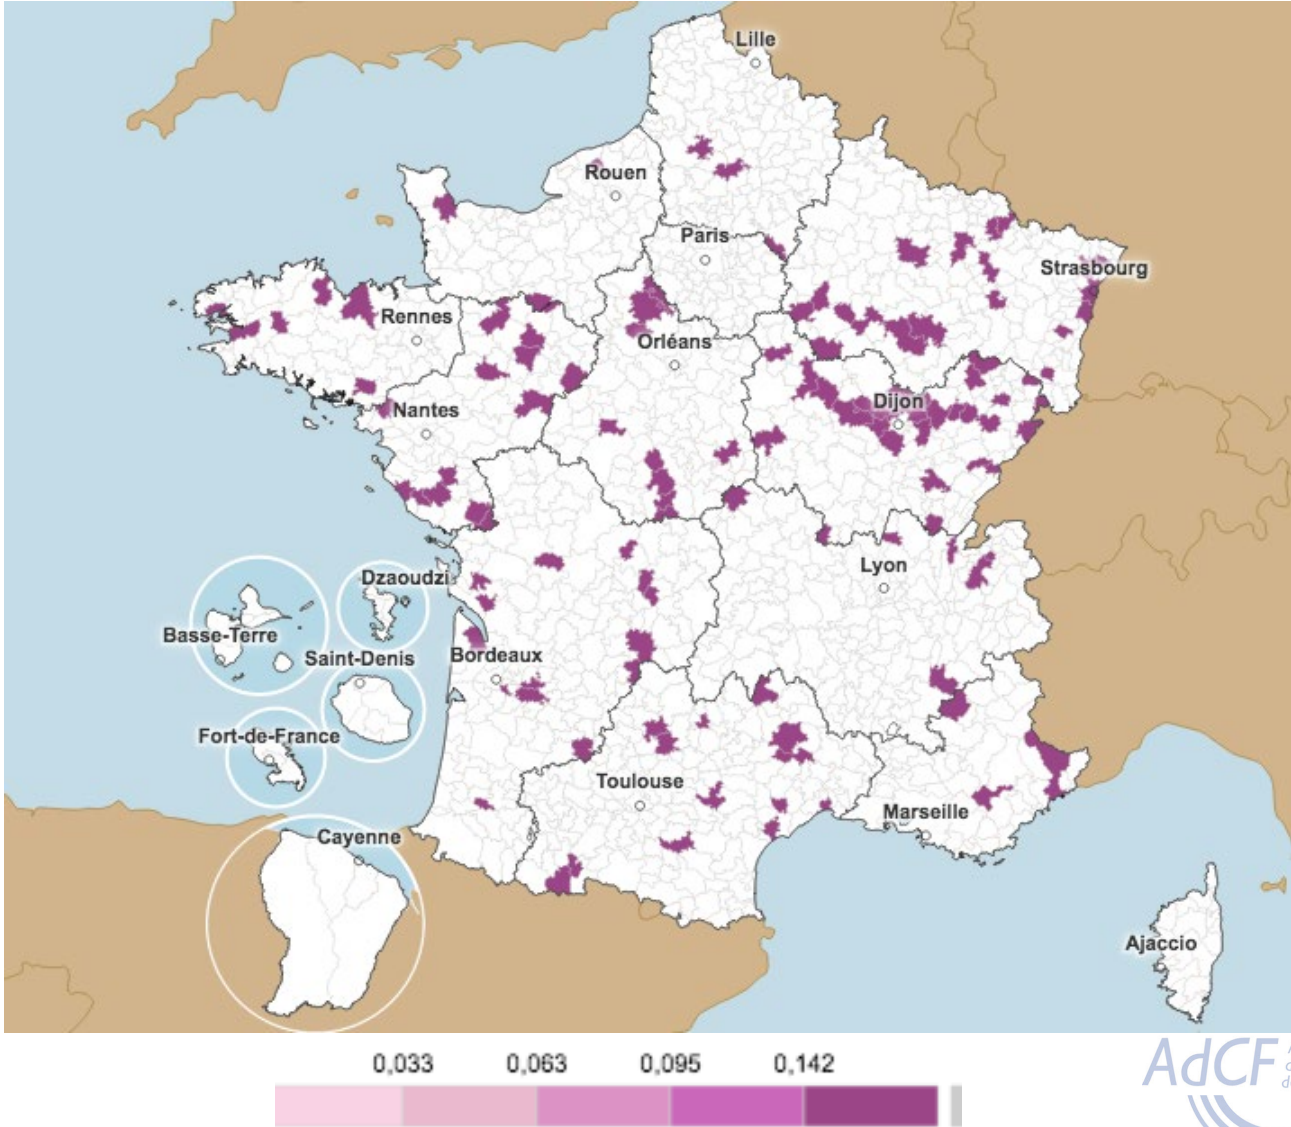 Lille
Rouen
Paris
Strasbourg
Rennes
Orléans
Dijon
Nantes
Lyon
Dzaoudzi
Basse-Terre
Saint-Denis
Bordeaux
Fort-de-France
Toulouse
Marseille
Cayenne
Ajaccio
0,033 0,063 0,095 0,142
AdCF